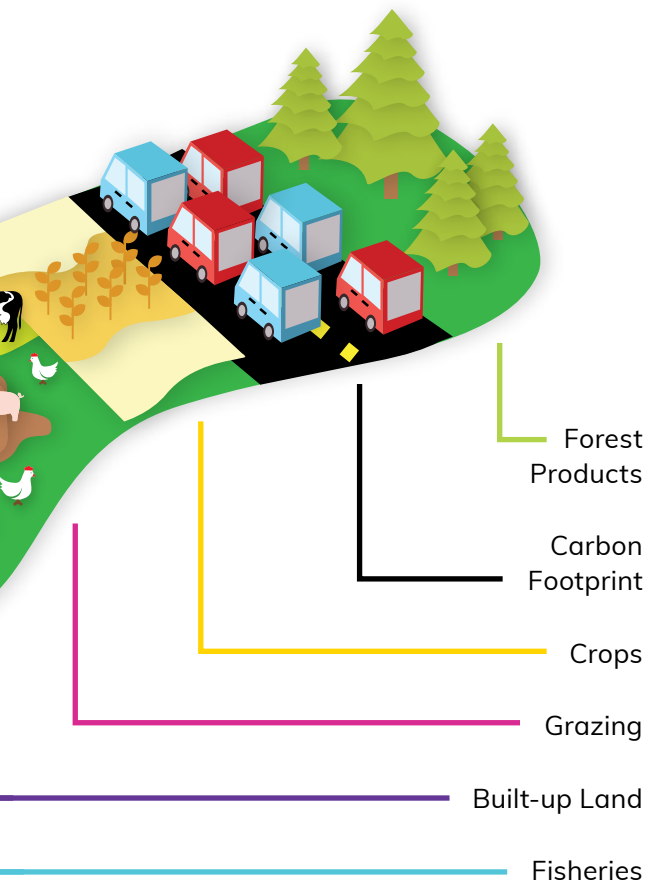 Forest
Products
Carbon
Footprint
Crops
Grazing
Built-up Land
Fisheries